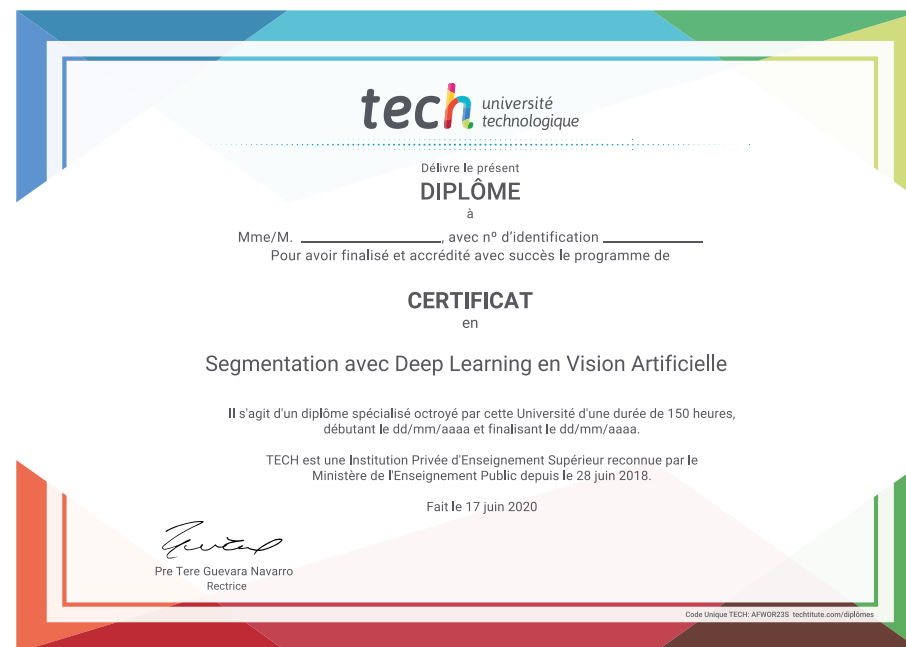 tech université
technologique
Délivre le présent
DIPLÔME
à
Mme/M. ____________________, avec nº d'identification ______________
Pour avoir finalisé et accrédité avec succès le programme de
CERTIFICAT
en
Segmentation avec Deep Learning en Vision Artificielle
Il s'agit d'un diplôme spécialisé octroyé par cette Université d'une durée de 150 heures,
débutant le dd/mm/aaaa et finalisant le dd/mm/aaaa.
TECH est une Institution Privée d'Enseignement Supérieur reconnue par le
Ministère de l'Enseignement Public depuis le 28 juin 2018.
Fait le 17 juin 2020
Pre Tere Guevara Navarro
Rectrice
Code Unique TECH: AFWOR23S techtitute.com/diplômes